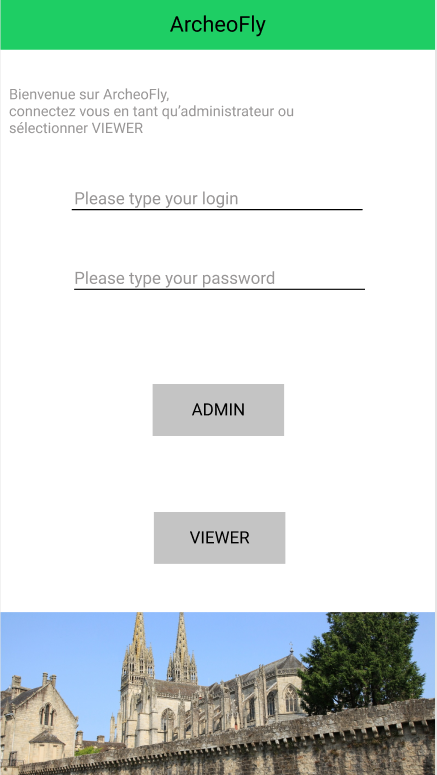 ArcheoFly
Bienvenue sur ArcheoFly,
connectez vous en tant qu'administrateur ou
sélectionner VIEWER
Please type your login
Please type your password
ADMIN
VIEWER